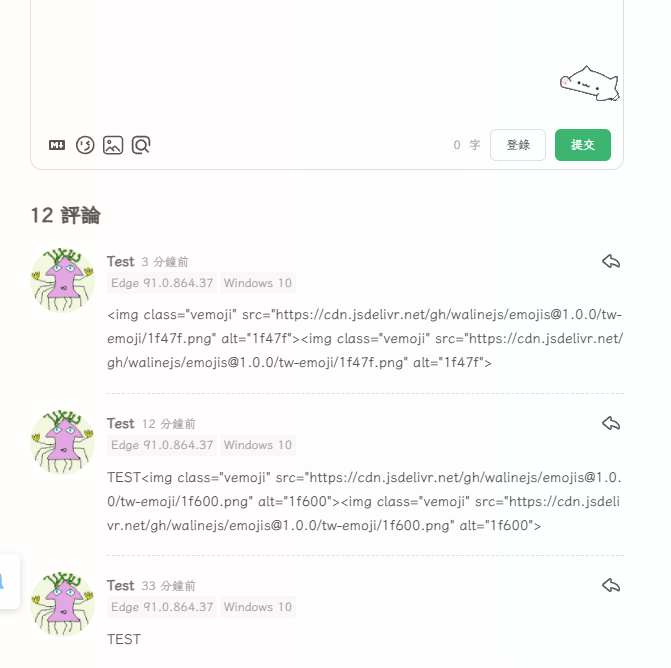 M↓
0 字
登錄
提交
12 評論
Test 3 分鐘前
Edge 91.0.864.37 Windows 10
<img class="vemoji" src="https://cdn.jsdelivr.net/gh/walinejs/emojis@1.0.0/tw-
emoji/1f47f.png" alt="1f47f"><img class="vemoji" src="https://cdn.jsdelivr.net/
gh/walinejs/emojis@1.0.0/tw-emoji/1f47f.png" alt="1f47f">
Test 12 分鐘前
Edge 91.0.864.37 Windows 10
TEST<img class="vemoji" src="https://cdn.jsdelivr.net/gh/walinejs/emojis@1.0.
0/tw-emoji/1f600.png" alt="1f600"><img class="vemoji" src="https://cdn.jsdeli
vr.net/gh/walinejs/emojis@1.0.0/tw-emoji/1f600.png" alt="1f600">
Test 33 分鐘前
Edge 91.0.864.37 Windows 10
TEST